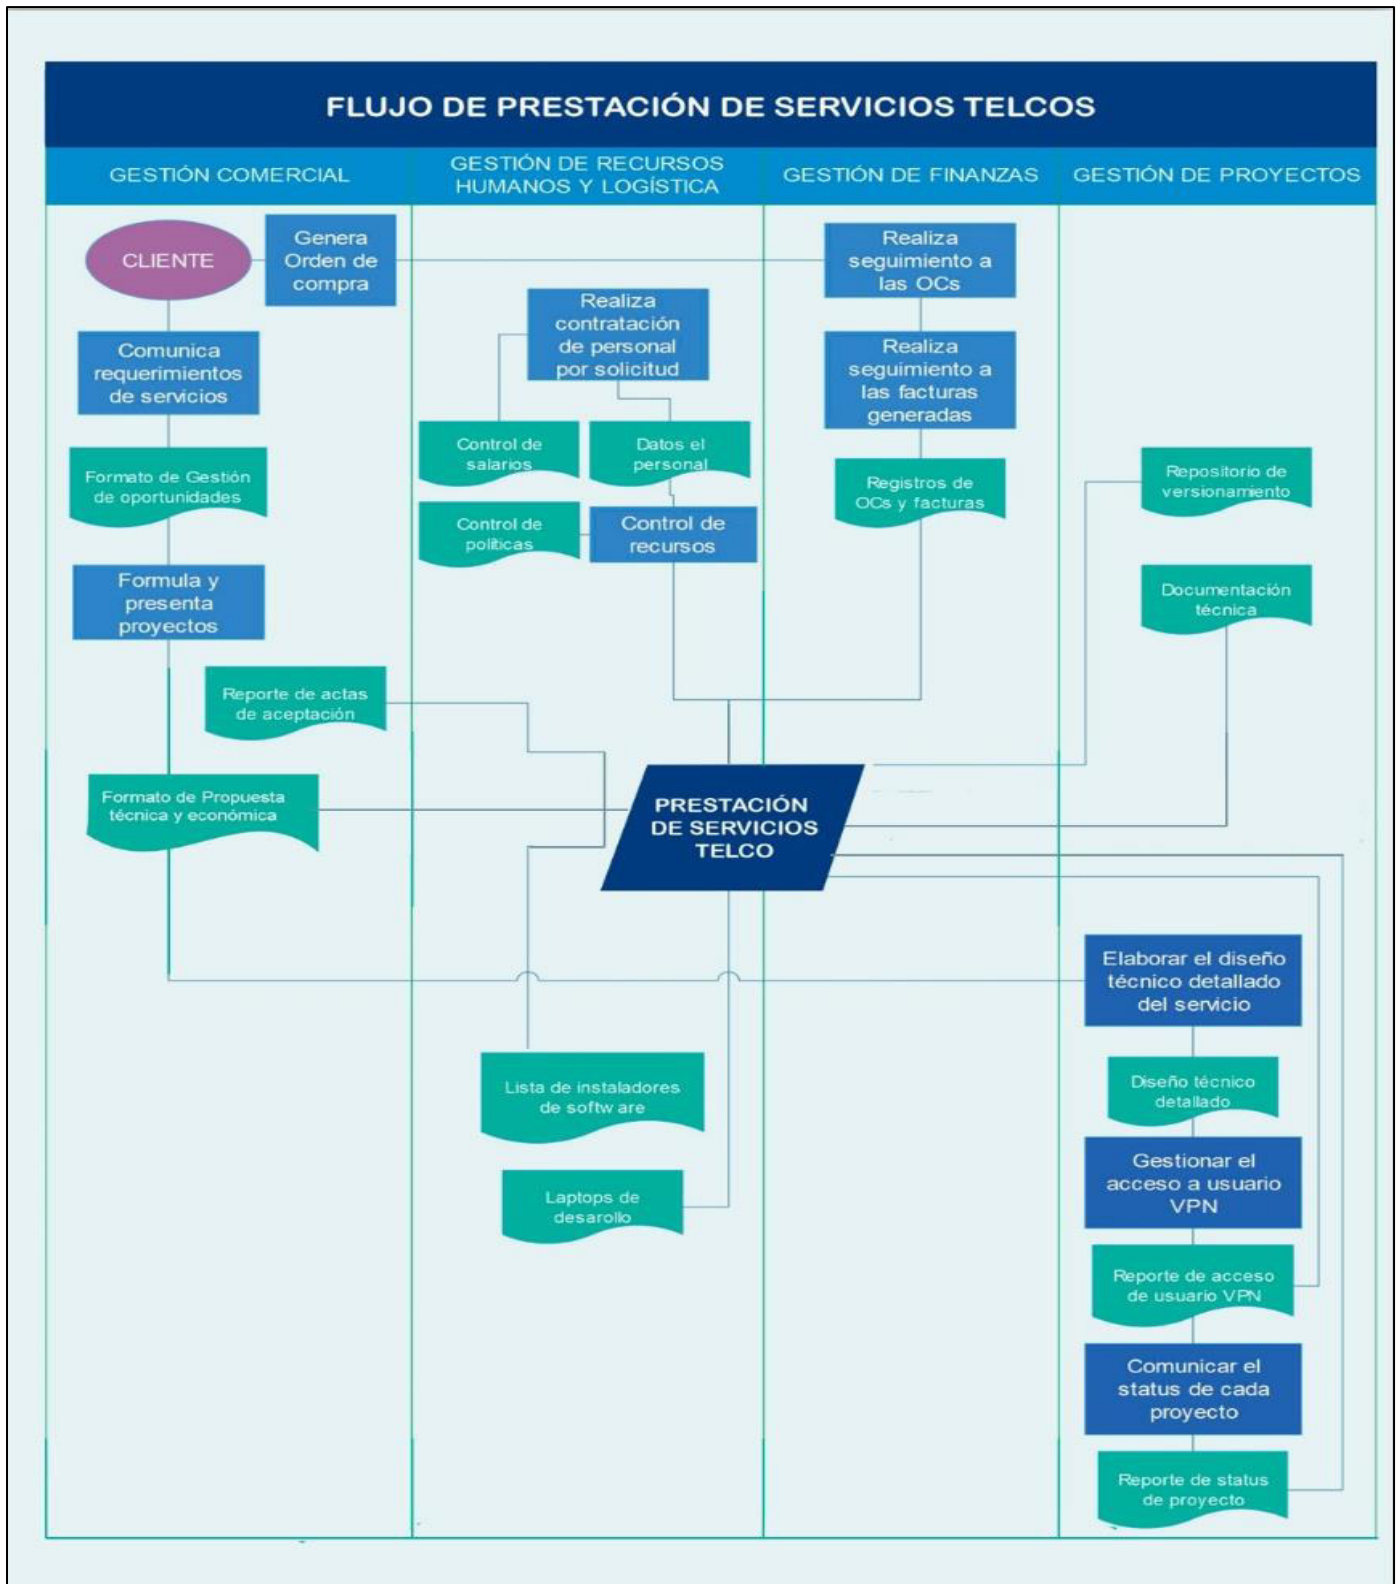 FLUJO DE PRESTACIÓN DE SERVICIOS TELCOS
GESTIÓN COMERCIAL
GESTIÓN DE RECURSOS
HUMANOS Y LOGÍSTICA
GESTIÓN DE FINANZAS
GESTIÓN DE PROYECTOS
CLIENTE
Genera
Orden de
compra
Comunica
requerimientos
de servicios
Formato de Gestión
de oportunidades
Formula y
presenta
proyectos
Reporte de actas
de aceptación
Formato de Propuesta
técnica y económica
Realiza
contratación
de personal
por solicitud
Control de
salarios
Datos el
personal
Control de
políticas
Control de
recursos
PRESTACIÓN
DE SERVICIOS
TELCO
Lista de instaladores
de software
Laptops de
desarollo
Realiza
seguimiento a
las OCs
Realiza
seguimiento a
las facturas
generadas
Registros de
OCs y facturas
Repositorio de
versionamiento
Documentación
técnica
Elaborar el diseño
técnico detallado
del servicio
Diseño técnico
detallado
Gestionar el
acceso a usuario
VPN
Reporte de acceso
de usuario VPN
Comunicar el
status de cada
proyecto
Reporte de status
de proyecto